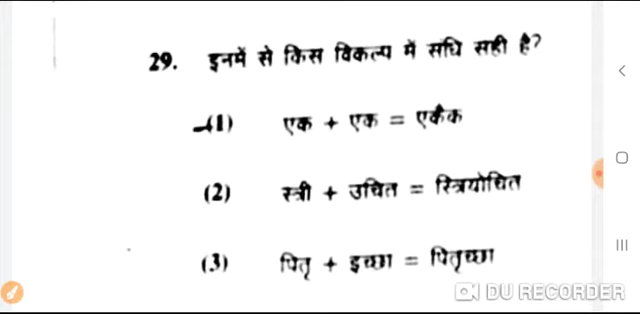 29. इनमें से किस विकल्प में संधि सही है?
(1) एक + एक = एकैक
(2) स्त्री + उचित = स्त्रियोचित
(3) पितृ + इच्छा = पितृच्छा
DU RECORDER